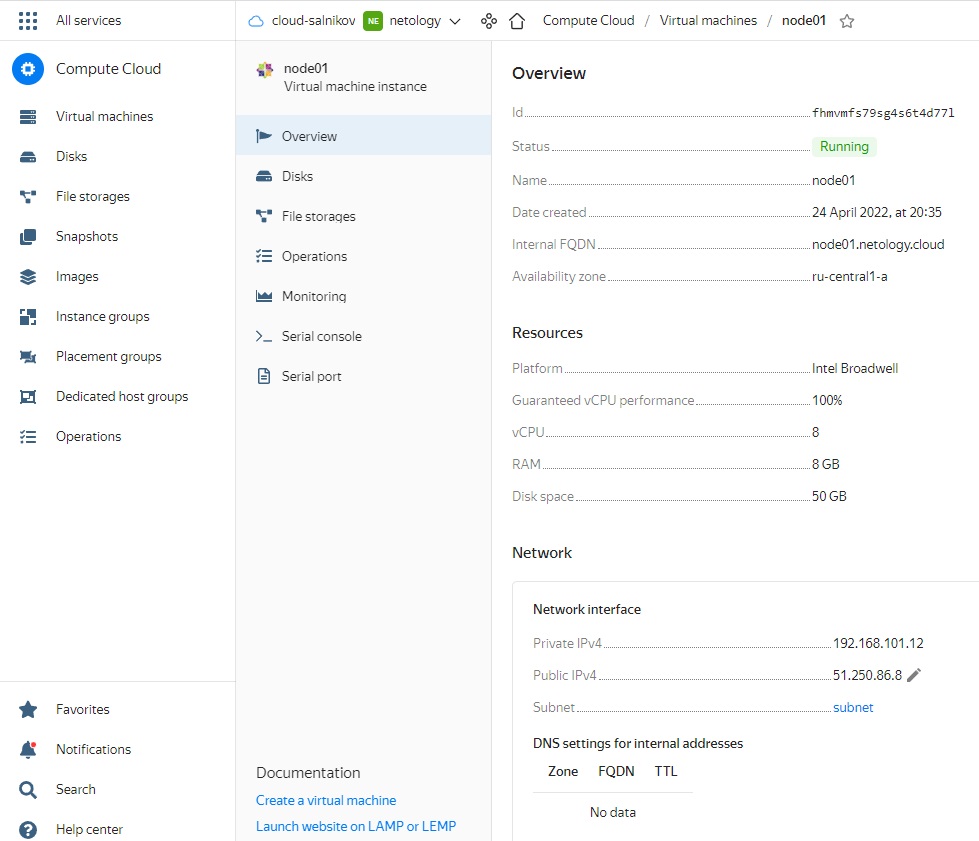 All services
cloud-salnikov NE netology Compute Cloud / Virtual machines / node01
Compute Cloud
Virtual machines
Disks
File storages
Snapshots
Images
Instance groups
Placement groups
Dedicated host groups
Operations
Favorites
Notifications
Search
Help center
node01
Virtual machine instance
Overview
Disks
File storages
Operations
Monitoring
Serial console
Serial port
Documentation
Create a virtual machine
Launch website on LAMP or LEMP
Overview
Id fhmvmfs79sg4s6t4d77l
Status Running
Name node01
Date created 24 April 2022, at 20:35
Internal FQDN node01.netology.cloud
Availability zone ru-central1-a
Resources
Platform Intel Broadwell
Guaranteed vCPU performance 100%
vCPU 8
RAM 8 GB
Disk space 50 GB
Network
Network interface
Private IPv4 192.168.101.12
Public IPv4 51.250.86.8
Subnet subnet
DNS settings for internal addresses
Zone FQDN TTL
No data